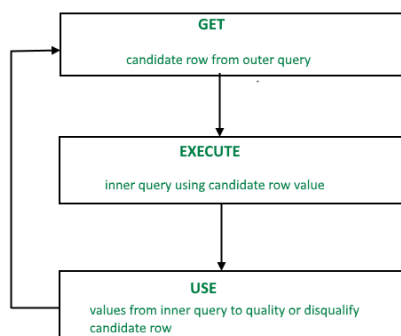 GET
candidate row from outer query
EXECUTE
inner query using candidate row value
USE
values from inner query to quality or disqualify
candidate row